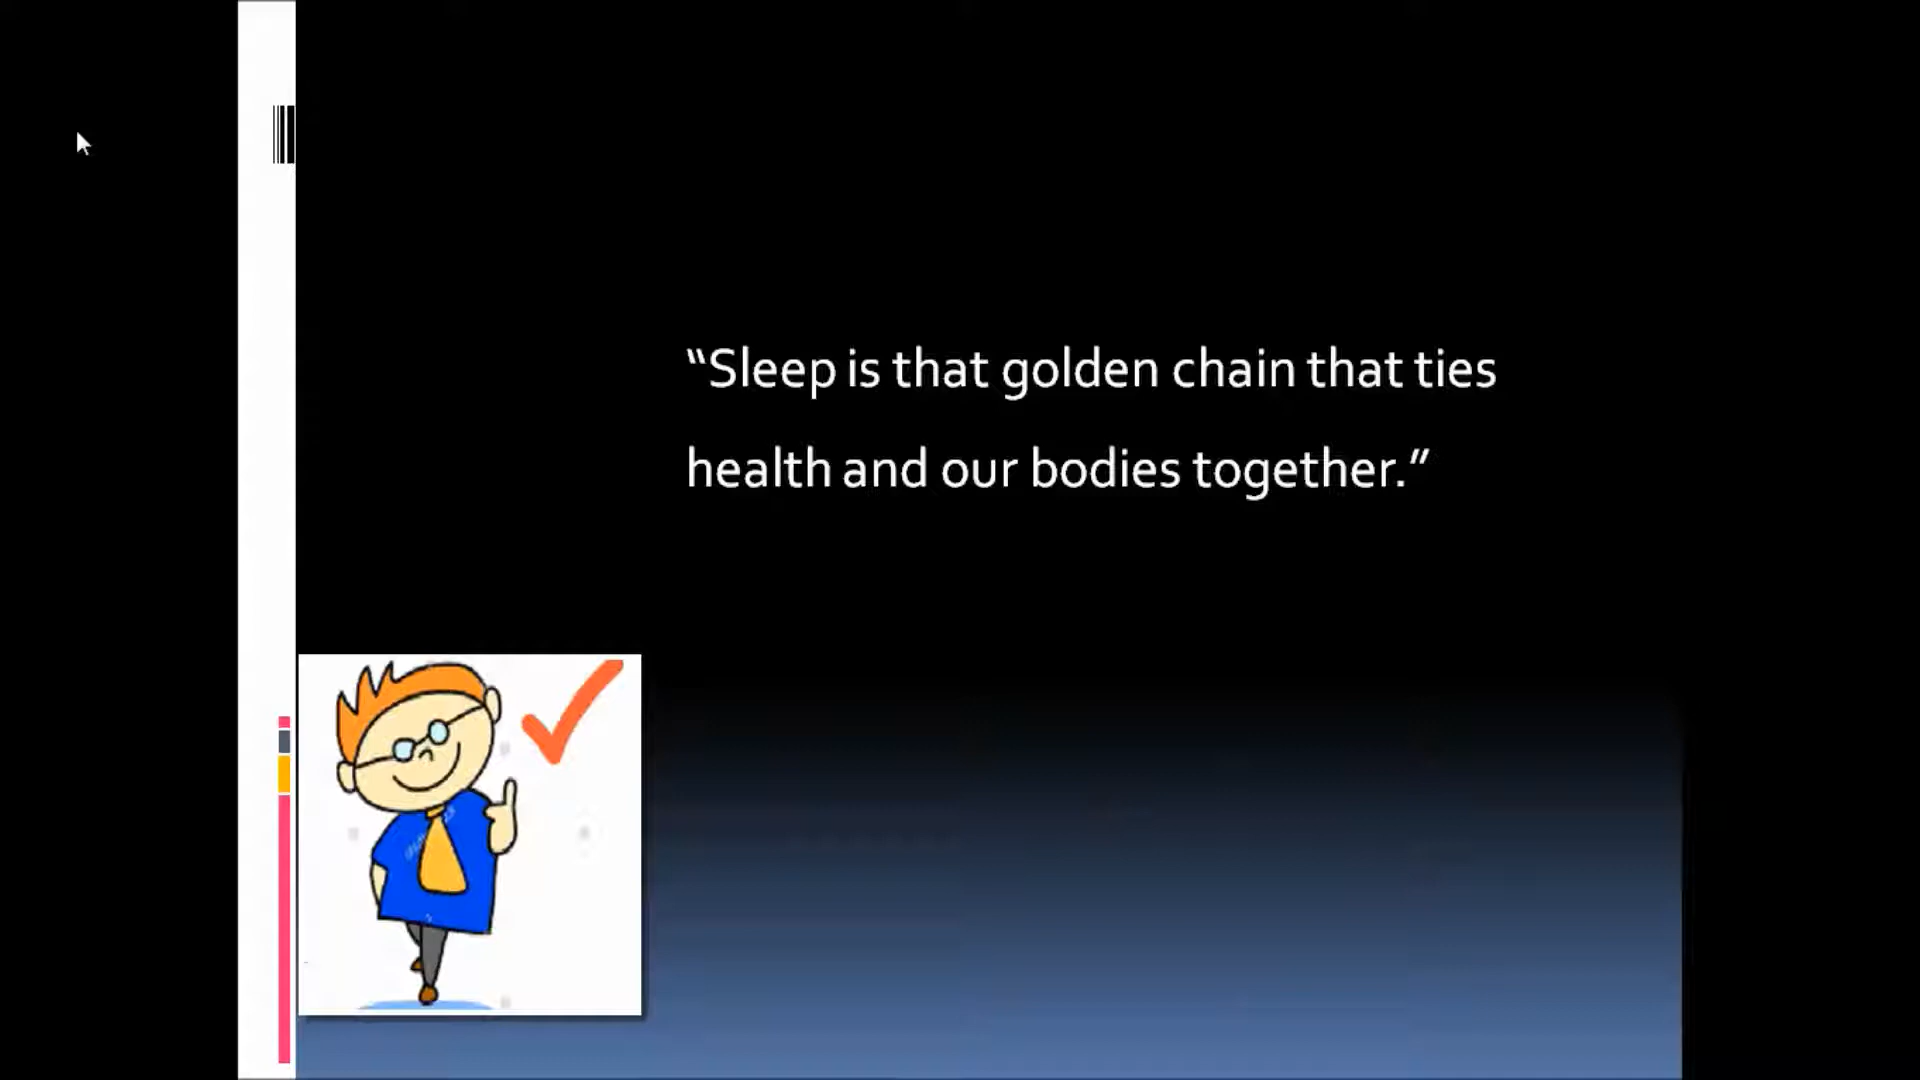 “Sleep is that golden chain that ties
health and our bodies together.”